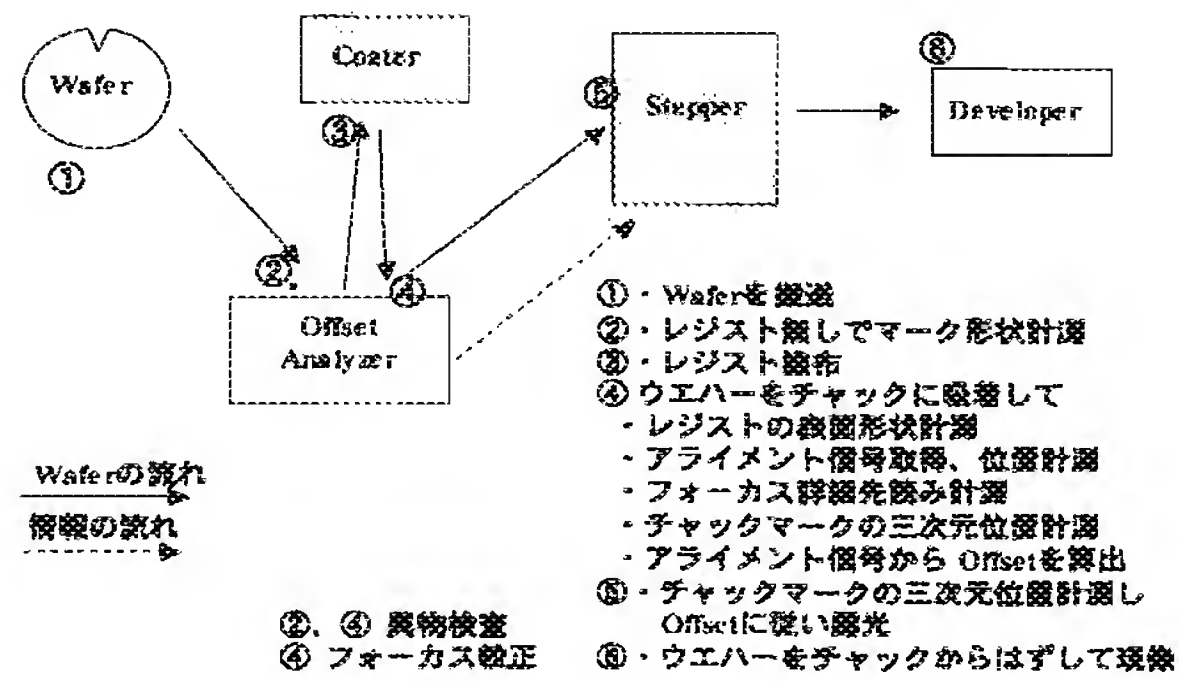 Wafer
①
Coater
③
⑤
Stepper
⑥
Developer
②
④
Offset
Analyzer
①・Waferを搬送
②・レジスト無しでマーク形状計測
③・レジスト塗布
④ウエハーをチャックに吸着して
・レジストの表面形状計測
・アライメント信号取得、位置計測
・フォーカス詳細先読み計測
・チャックマークの三次元位置計測
・アライメント信号から Offsetを算出
⑤・チャックマークの三次元位置計測し
Offsetに従い露光
⑥・ウエハーをチャックからはずして現像
Waferの流れ
情報の流れ
②、④ 異物検査
④ フォーカス較正